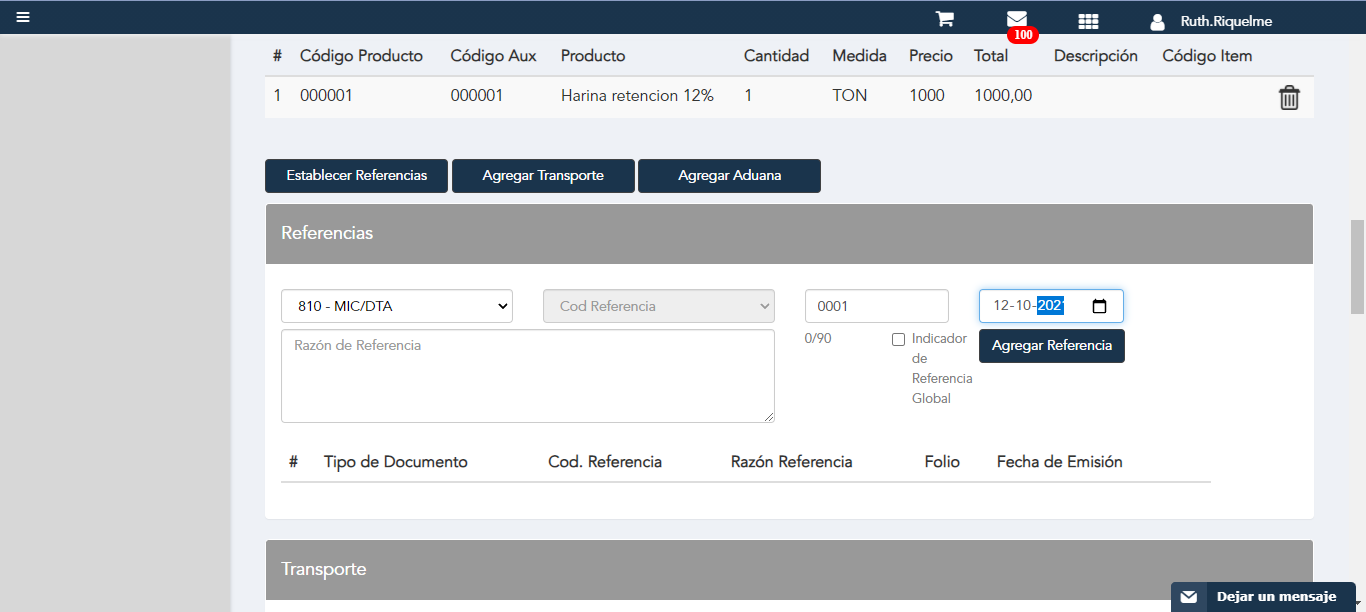 100 Ruth.Riquelme
# Código Producto Código Aux Producto Cantidad Medida Precio Total Descripción Código Item
1 000001 000001 Harina retencion 12% 1 TON 1000 1000,00
Establecer Referencias Agregar Transporte Agregar Aduana
Referencias
810 - MIC/DTA Cod Referencia 0001 12-10-2021
Razón de Referencia 0/90 Indicador Agregar Referencia
de
Referencia
Global
# Tipo de Documento Cod. Referencia Razón Referencia Folio Fecha de Emisión
Transporte
Dejar un mensaje